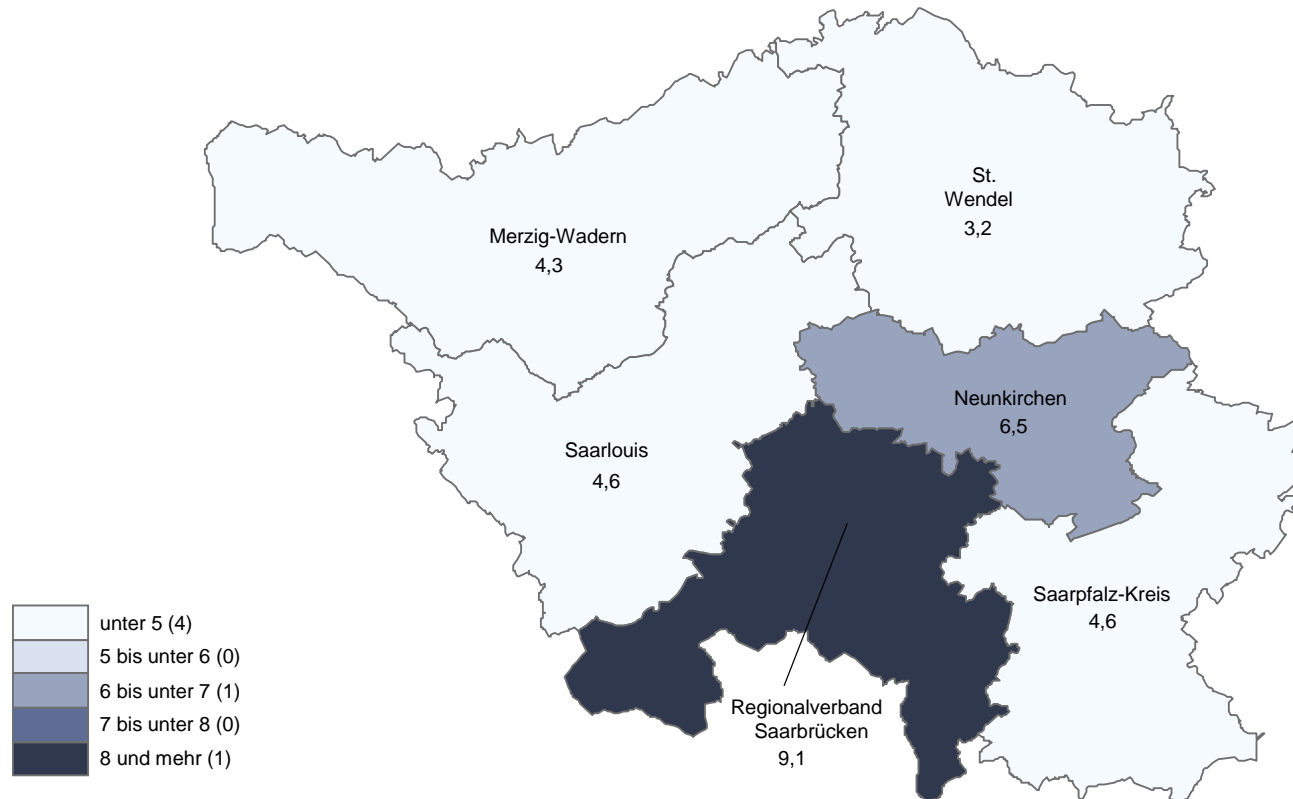 St.
Wendel
3,2
Merzig-Wadern
4,3
Neunkirchen
6,5
Saarlouis
4,6
Saarpfalz-Kreis
4,6
Regionalverband
Saarbrücken
9,1
unter 5 (4)
5 bis unter 6 (0)
6 bis unter 7 (1)
7 bis unter 8 (0)
8 und mehr (1)